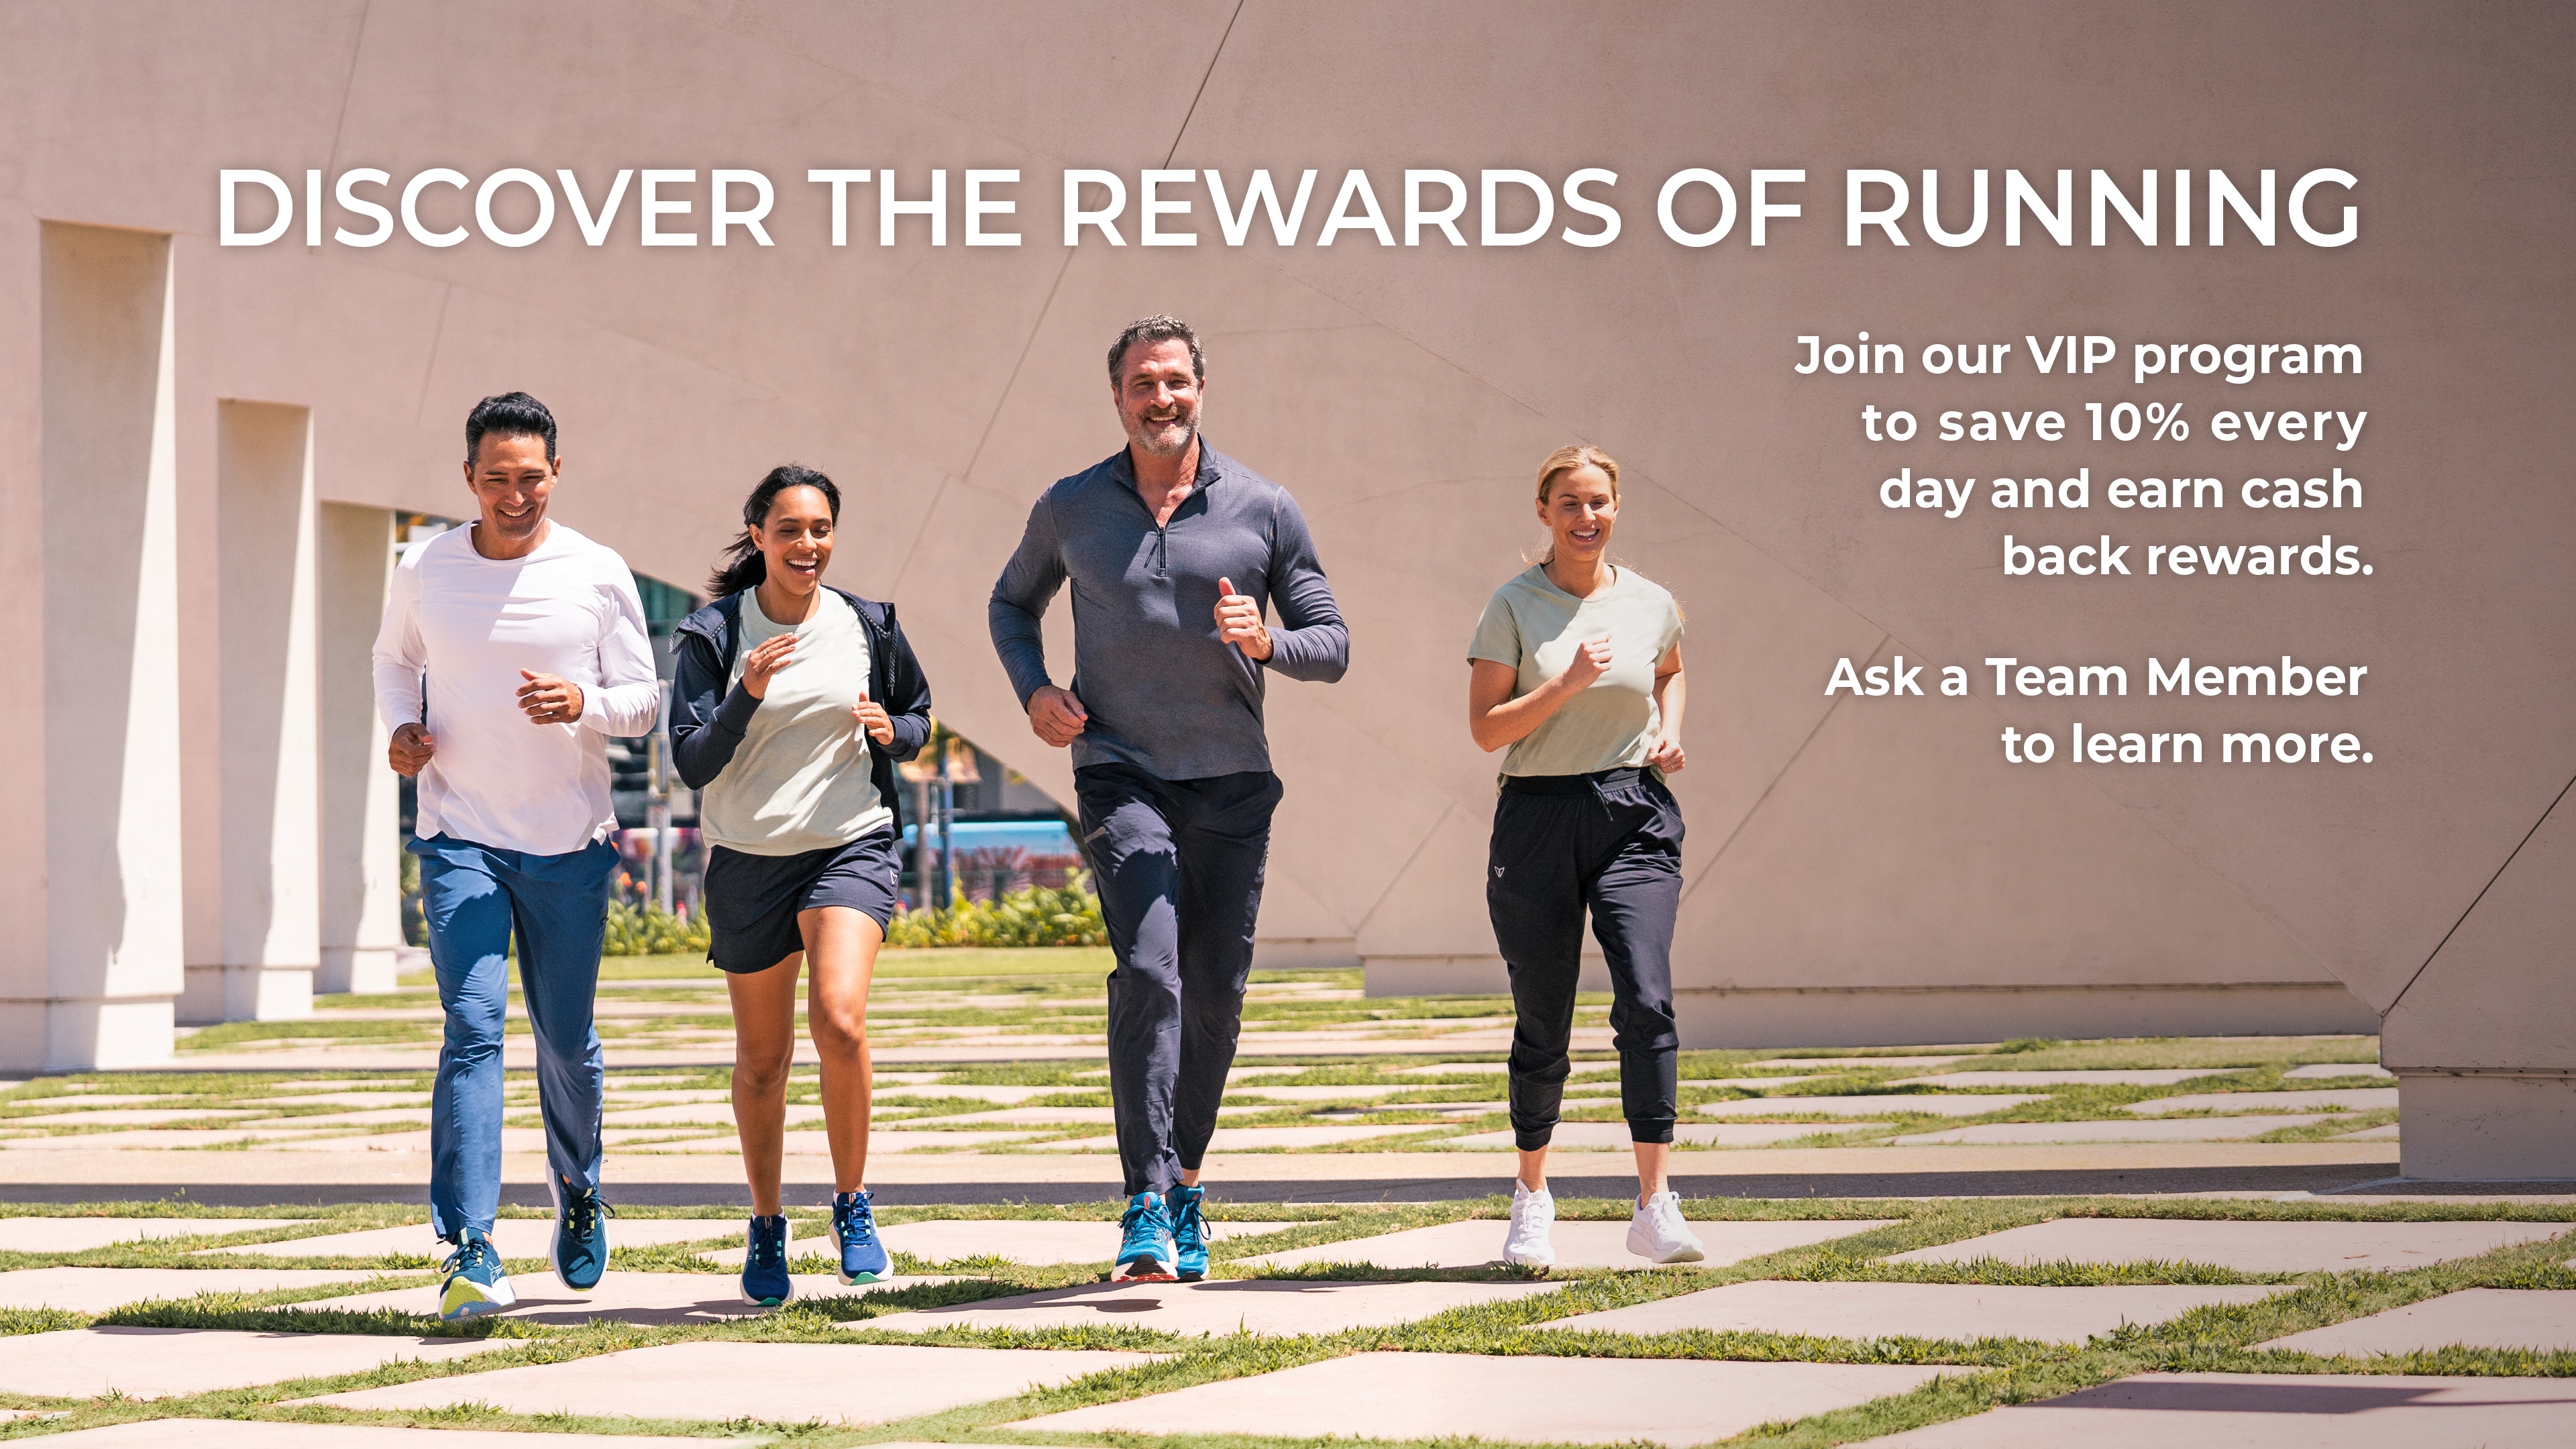 DISCOVER THE REWARDS OF RUNNING
Join our VIP program
to save 10% every
day and earn cash
back rewards.
Ask a Team Member
to learn more.